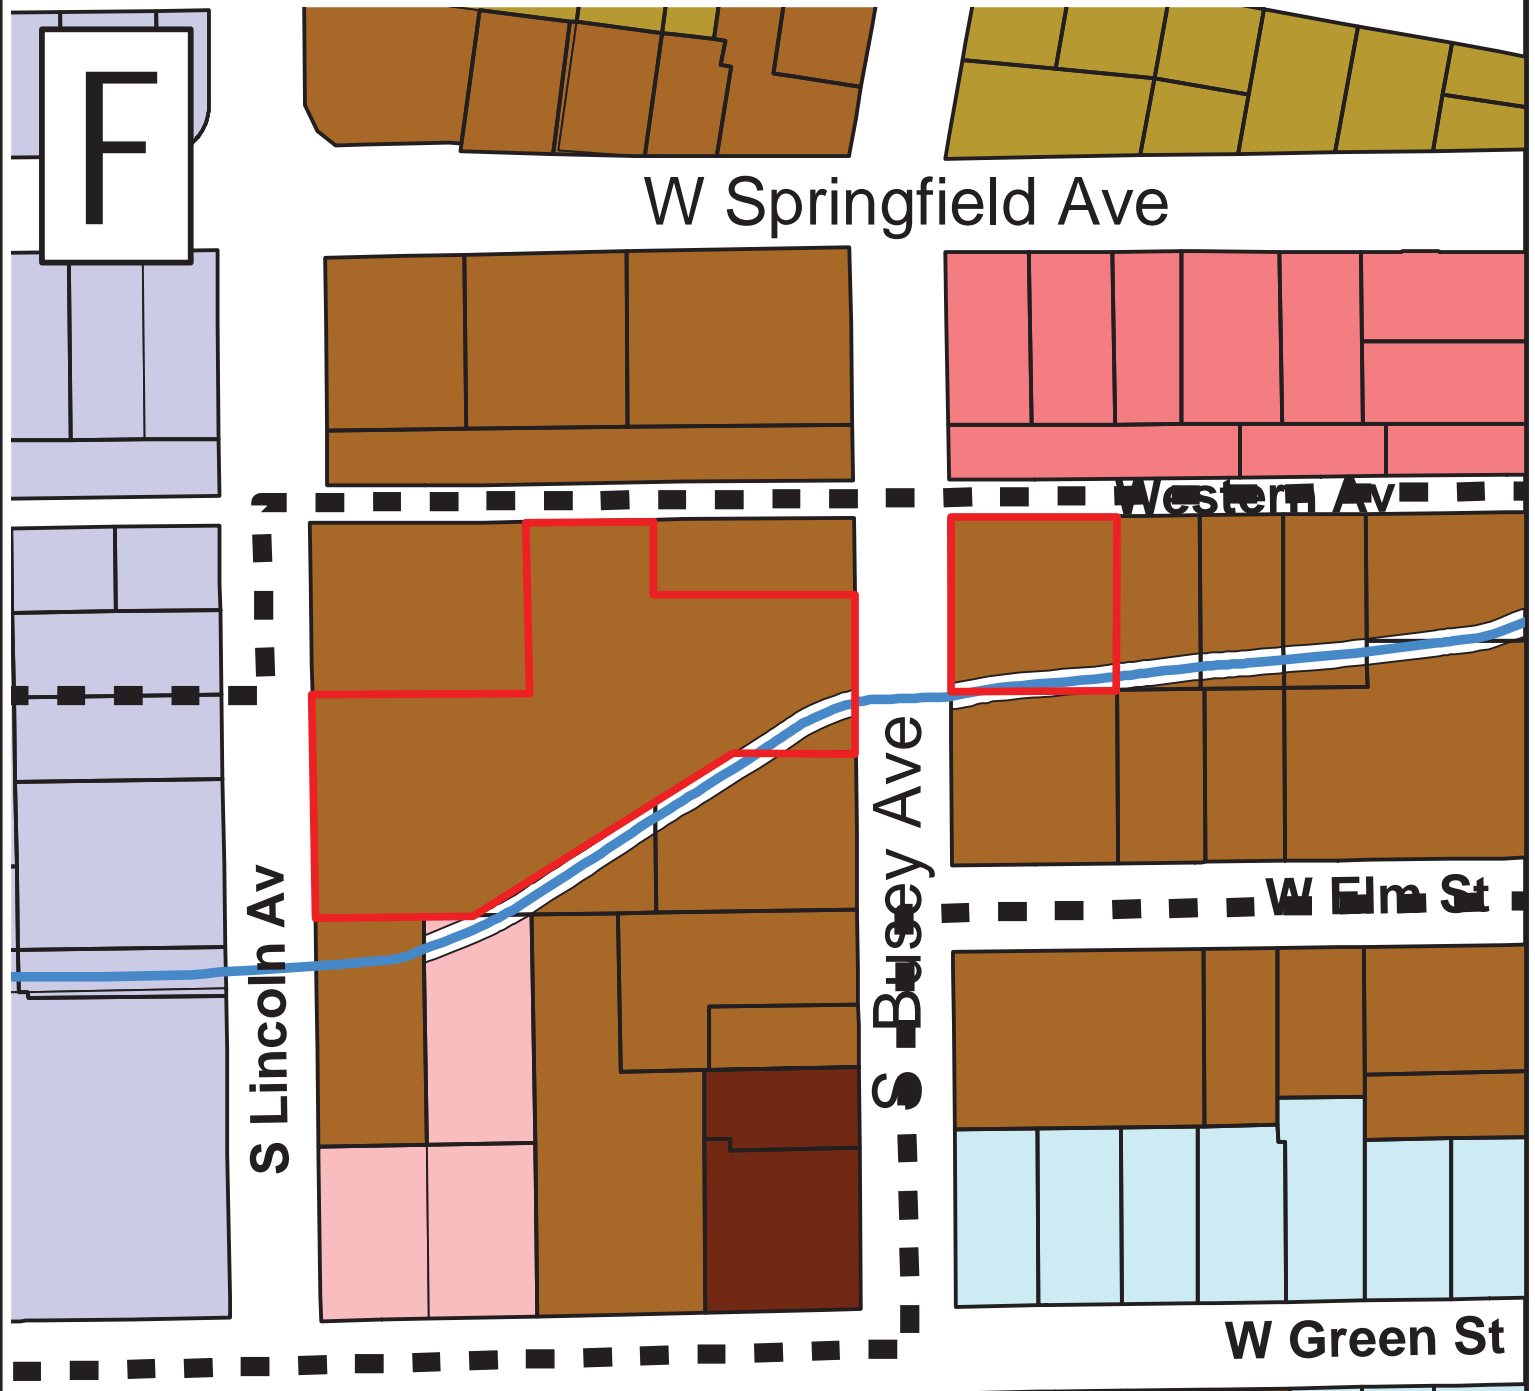 F
W Springfield Ave
Western Av
S Busey Ave
W Elm St
S Lincoln Av
W Green St